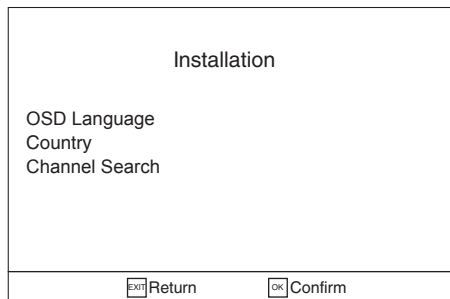 Installation
OSD Language
Country
Channel Search
EXIT Return OK Confirm